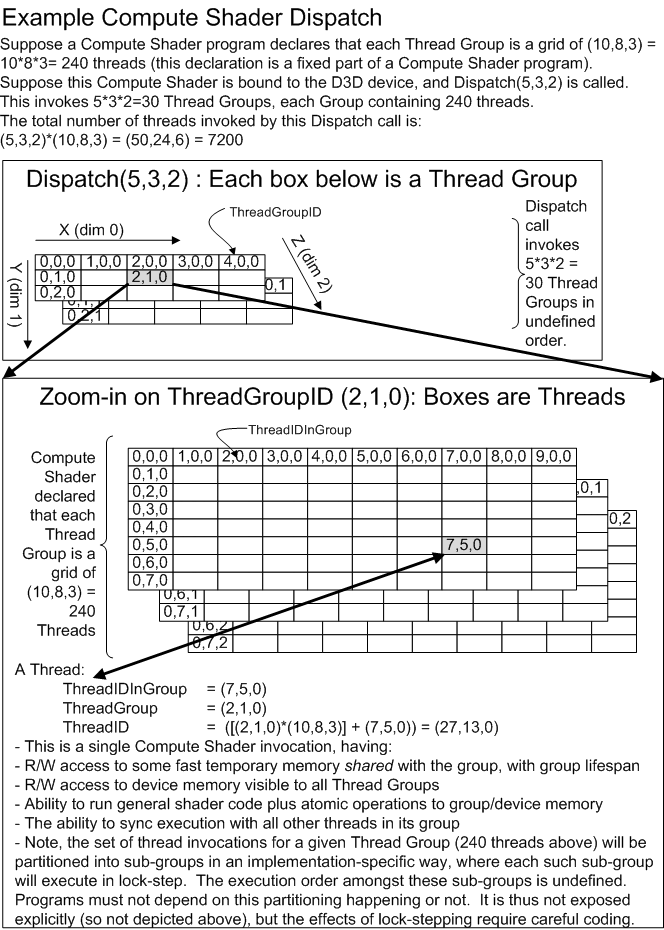 Example Compute Shader Dispatch
Suppose a Compute Shader program declares that each Thread Group is a grid of (10,8,3) =
10*8*3= 240 threads (this declaration is a fixed part of a Compute Shader program).
Suppose this Compute Shader is bound to the D3D device, and Dispatch(5,3,2) is called.
This invokes 5*3*2=30 Thread Groups, each Group containing 240 threads.
The total number of threads invoked by this Dispatch call is:
(5,3,2)*(10,8,3) = (50,24,6) = 7200
Dispatch(5,3,2) : Each box below is a Thread Group
ThreadGroupID
X (dim 0)
Y (dim 1)
Z (dim 2)
0,0,0 1,0,0 2,0,0 3,0,0 4,0,0
0,1,0 2,1,0
0,2,0
0,1
0,1,1
0,2,1
Dispatch
call
invokes
5*3*2 =
30 Thread
Groups in
undefined
order.
Zoom-in on ThreadGroupID (2,1,0): Boxes are Threads
ThreadIDInGroup
Compute
Shader
declared
that each
Thread
Group is a
grid of
(10,8,3) =
240
Threads
0,0,0 1,0,0 2,0,0 3,0,0 4,0,0 5,0,0 6,0,0 7,0,0 8,0,0 9,0,0
0,1,0
0,2,0
0,3,0
0,4,0
0,5,0 7,5,0
0,6,0
0,7,0
,0,1
0,2
0,6,1
0,7,1
0,6,2
0,7,2
A Thread:
ThreadIDInGroup = (7,5,0)
ThreadGroup = (2,1,0)
ThreadID = ([(2,1,0)*(10,8,3)] + (7,5,0)) = (27,13,0)
- This is a single Compute Shader invocation, having:
- R/W access to some fast temporary memory shared with the group, with group lifespan
- R/W access to device memory visible to all Thread Groups
- Ability to run general shader code plus atomic operations to group/device memory
- The ability to sync execution with all other threads in its group
- Note, the set of thread invocations for a given Thread Group (240 threads above) will be
partitioned into sub-groups in an implementation-specific way, where each such sub-group
will execute in lock-step. The execution order amongst these sub-groups is undefined.
Programs must not depend on this partitioning happening or not. It is thus not exposed
explicitly (so not depicted above), but the effects of lock-stepping require careful coding.